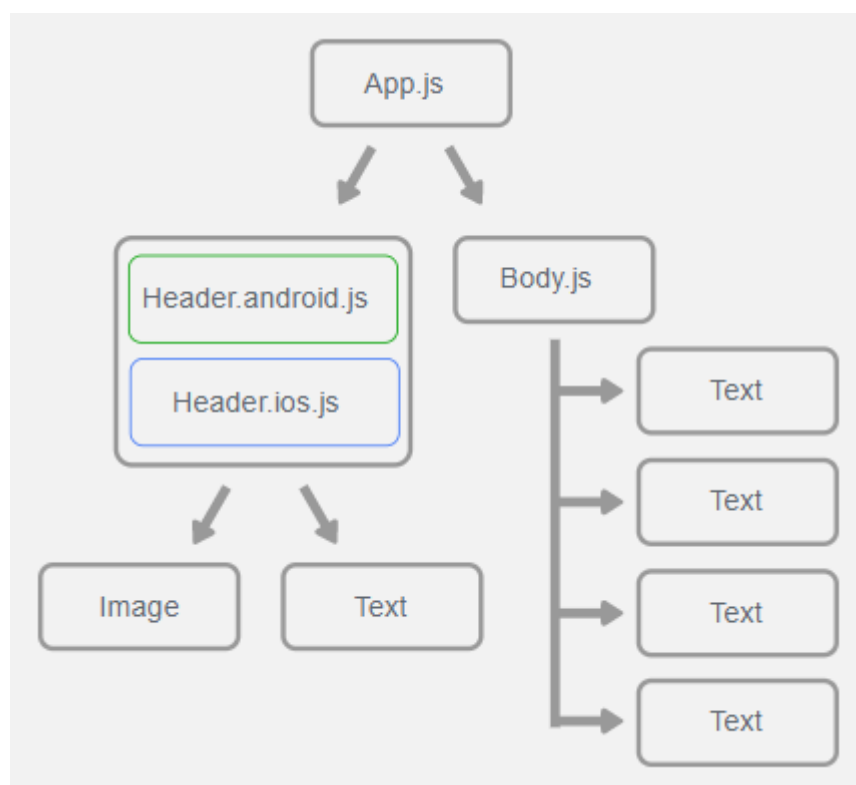 App.js
Header.android.js
Header.ios.js
Body.js
Image
Text
Text
Text
Text
Text